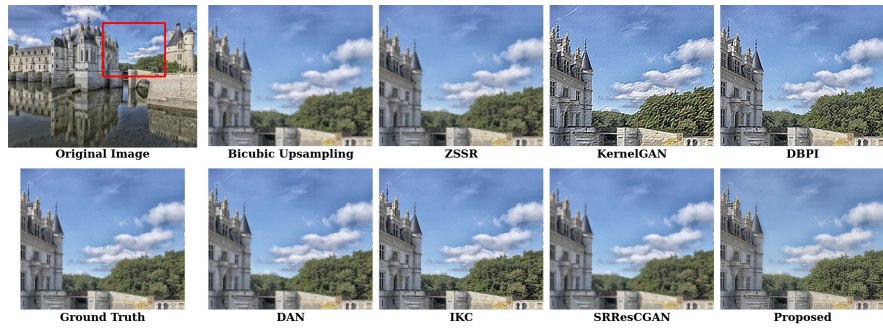 Original Image
Bicubic Upsampling
ZSSR
KernelGAN
DBPI
Ground Truth
DAN
IKC
SRResCGAN
Proposed